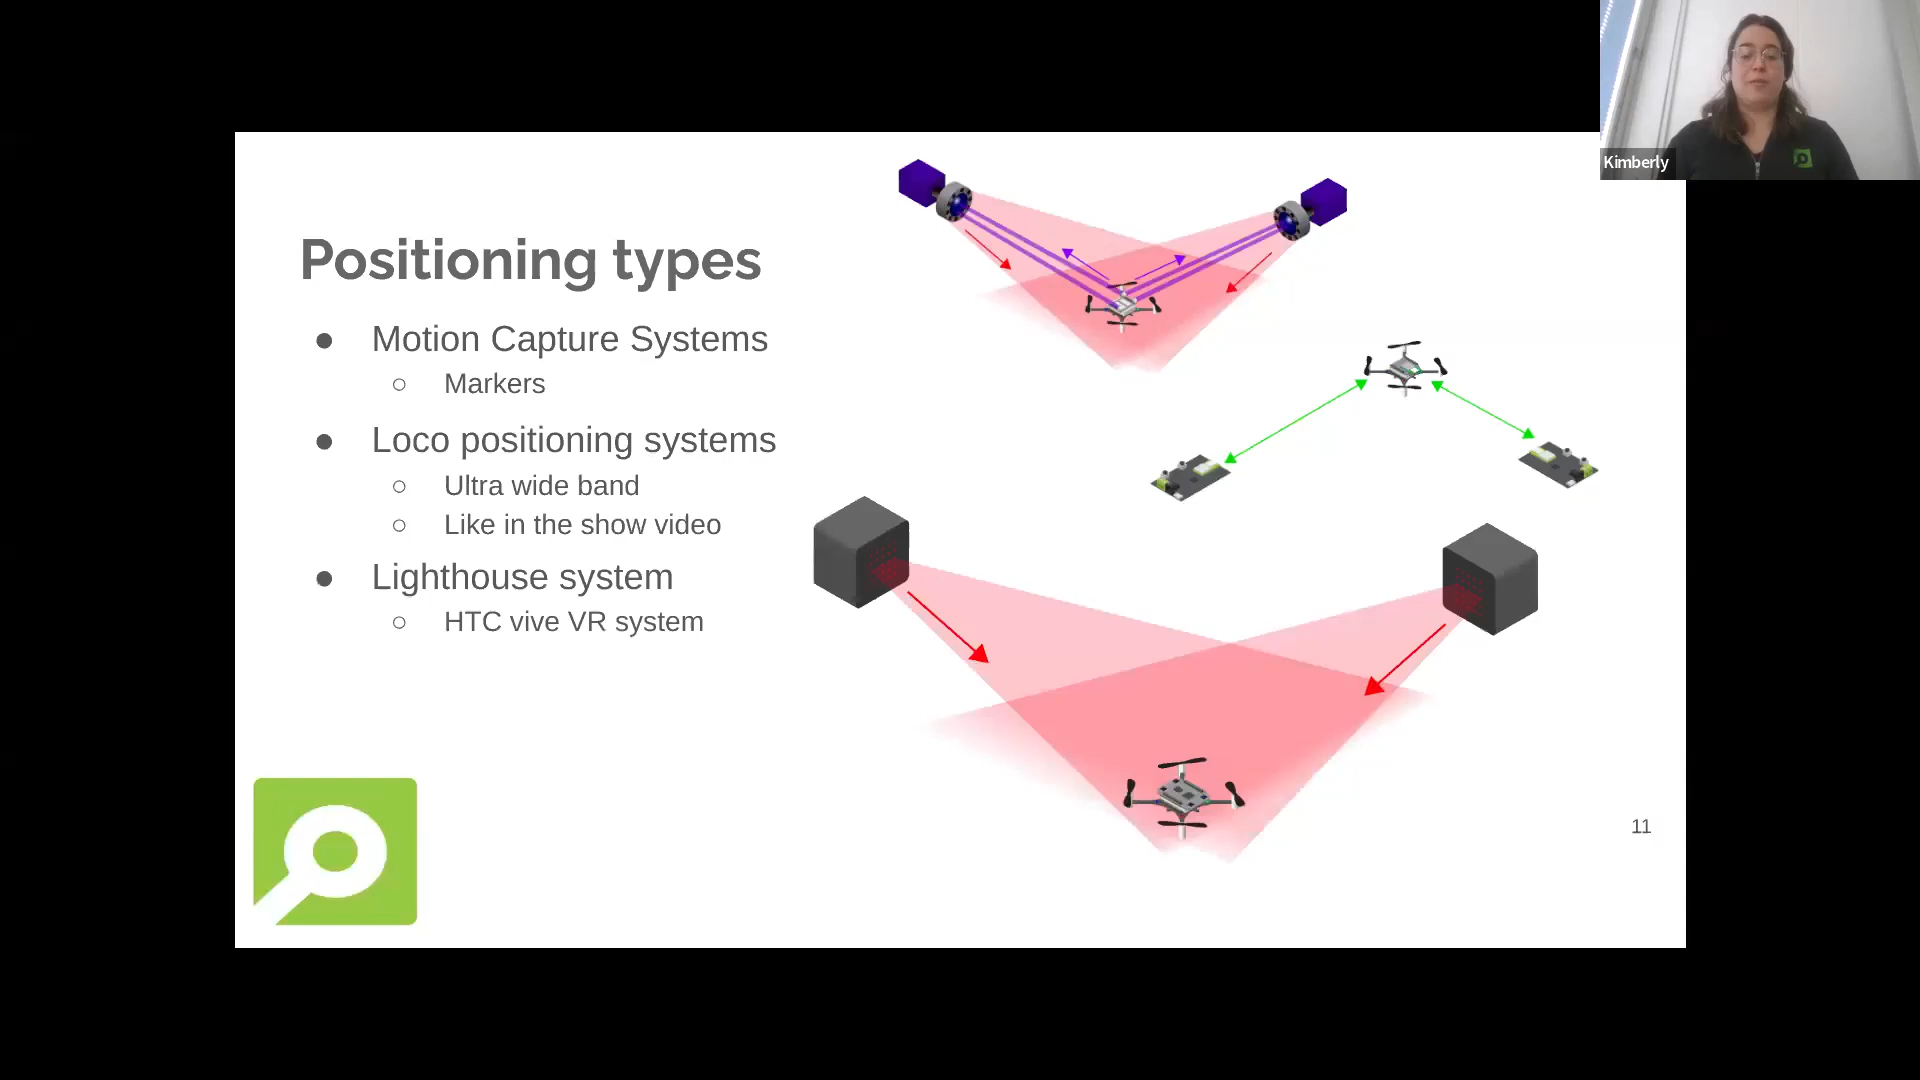 Kimberly
Positioning types
● Motion Capture Systems
○ Markers
● Loco positioning systems
○ Ultra wide band
○ Like in the show video
● Lighthouse system
○ HTC vive VR system
11